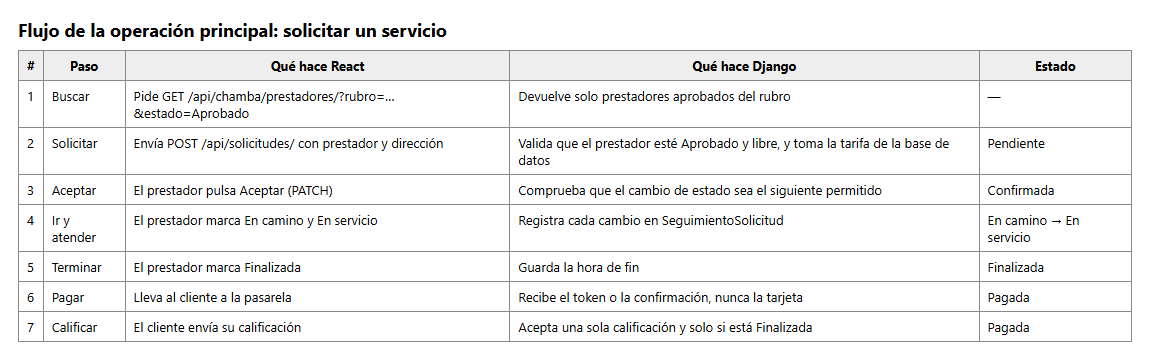 Flujo de la operación principal: solicitar un servicio
# Paso Qué hace React Qué hace Django Estado
1 Buscar Pide GET /api/chamba/prestadores/?rubro=... Devuelve solo prestadores aprobados del rubro —
&estado=Aprobado
2 Solicitar Envía POST /api/solicitudes/ con prestador y dirección Valida que el prestador esté Aprobado y libre, y toma la tarifa de la base de Pendiente
datos
3 Aceptar El prestador pulsa Aceptar (PATCH) Comprueba que el cambio de estado sea el siguiente permitido Confirmada
4 Ir y El prestador marca En camino y En servicio Registra cada cambio en SeguimientoSolicitud En camino → En
atender servicio
5 Terminar El prestador marca Finalizada Guarda la hora de fin Finalizada
6 Pagar Lleva al cliente a la pasarela Recibe el token o la confirmación, nunca la tarjeta Pagada
7 Calificar El cliente envía su calificación Acepta una sola calificación y solo si está Finalizada Pagada